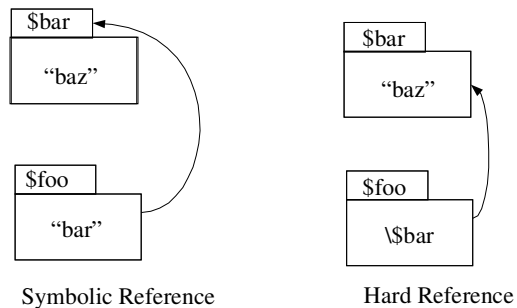 $bar
“baz”
$foo
“bar”
Symbolic Reference
$bar
“baz”
$foo
\$bar
Hard Reference